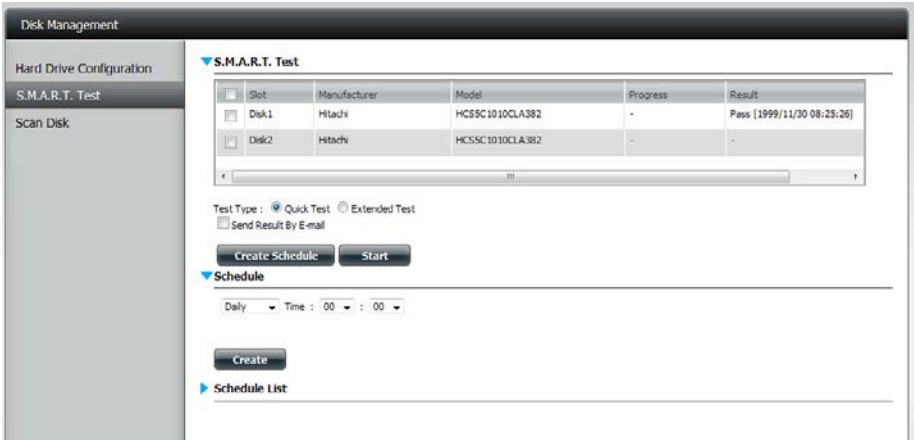 Disk Management
Hard Drive Configuration
S.M.A.R.T. Test
Scan Disk
S.M.A.R.T. Test
Slot Manufacturer Model Progress Result
Disk1 Hitachi HCS5C1010CLA382 - Pass [1999/11/30 08:25:26]
Disk2 Hitachi HCS5C1010CLA382 - -
Test Type : Quick Test Extended Test
Send Result By E-mail
Create Schedule Start
Schedule
Daily Time : 00 : 00
Create
Schedule List